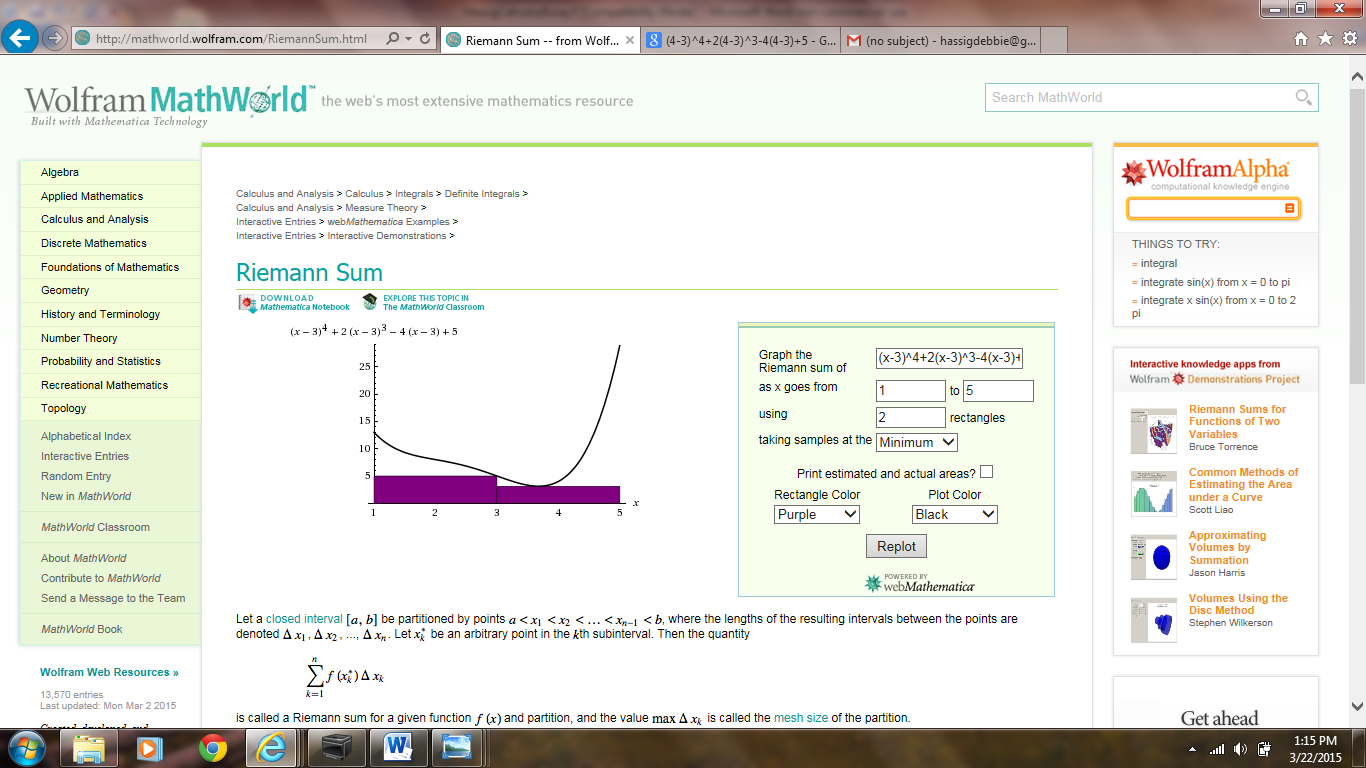 http://mathworld.wolfram.com/RiemannSum.html
Riemann Sum -- from Wolf...
(4-3)^4+2(4-3)^3-4(4-3)+5 - G...
(no subject) - hassigdebbie@g...
Wolfram MathWorld™ the web's most extensive mathematics resource
Built with Mathematica Technology
Search MathWorld
Algebra
Applied Mathematics
Calculus and Analysis
Discrete Mathematics
Foundations of Mathematics
Geometry
History and Terminology
Number Theory
Probability and Statistics
Recreational Mathematics
Topology
Alphabetical Index
Interactive Entries
Random Entry
New in MathWorld
MathWorld Classroom
About MathWorld
Contribute to MathWorld
Send a Message to the Team
MathWorld Book
Wolfram Web Resources »
13,570 entries
Last updated: Mon Mar 2 2015
Calculus and Analysis > Calculus > Integrals > Definite Integrals >
Calculus and Analysis > Measure Theory >
Interactive Entries > webMathematica Examples >
Interactive Entries > Interactive Demonstrations >
Riemann Sum
DOWNLOAD
Mathematica Notebook
EXPLORE THIS TOPIC IN
The MathWorld Classroom
(x − 3)^4 + 2 (x − 3)^3 − 4 (x − 3) + 5
25
20
15
10
5
1 2 3 4 5 x
Graph the
Riemann sum of (x-3)^4+2(x-3)^3-4(x-3)+
as x goes from 1 to 5
using 2 rectangles
taking samples at the Minimum
Print estimated and actual areas?
Rectangle Color Plot Color
Purple Black
Replot
POWERED BY
webMathematica
Let a closed interval [a, b] be partitioned by points a < x₁ < x₂ < … < xₙ₋₁ < b, where the lengths of the resulting intervals between the points are
denoted Δ x₁, Δ x₂, ..., Δ xₙ. Let x*ₖ be an arbitrary point in the kth subinterval. Then the quantity
n
∑ f (x*ₖ) Δ xₖ
k=1
is called a Riemann sum for a given function f (x) and partition, and the value max Δ xₖ is called the mesh size of the partition.
WolframAlpha
computational knowledge engine
THINGS TO TRY:
= integral
= integrate sin(x) from x = 0 to pi
= integrate x sin(x) from x = 0 to 2
pi
Interactive knowledge apps from
Wolfram Demonstrations Project
Riemann Sums for
Functions of Two
Variables
Bruce Torrence
Common Methods of
Estimating the Area
under a Curve
Scott Liao
Approximating
Volumes by
Summation
Jason Harris
Volumes Using the
Disc Method
Stephen Wilkerson
Get ahead
1:15 PM
3/22/2015